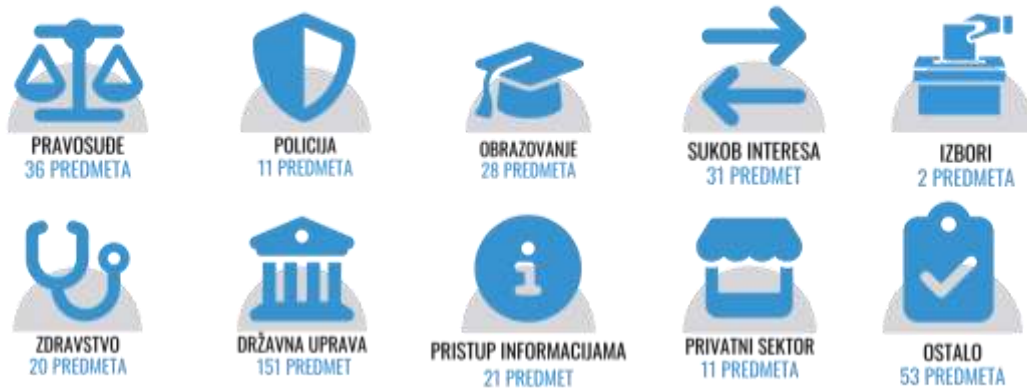 PRAVOSUĐE
36 PREDMETA
POLICIJA
11 PREDMETA
OBRAZOVANJE
28 PREDMETA
SUKOB INTERESA
31 PREDMET
IZBORI
2 PREDMETA
ZDRAVSTVO
20 PREDMETA
DRŽAVNA UPRAVA
151 PREDMET
PRISTUP INFORMACIJAMA
21 PREDMET
PRIVATNI SEKTOR
11 PREDMETA
OSTALO
53 PREDMETA